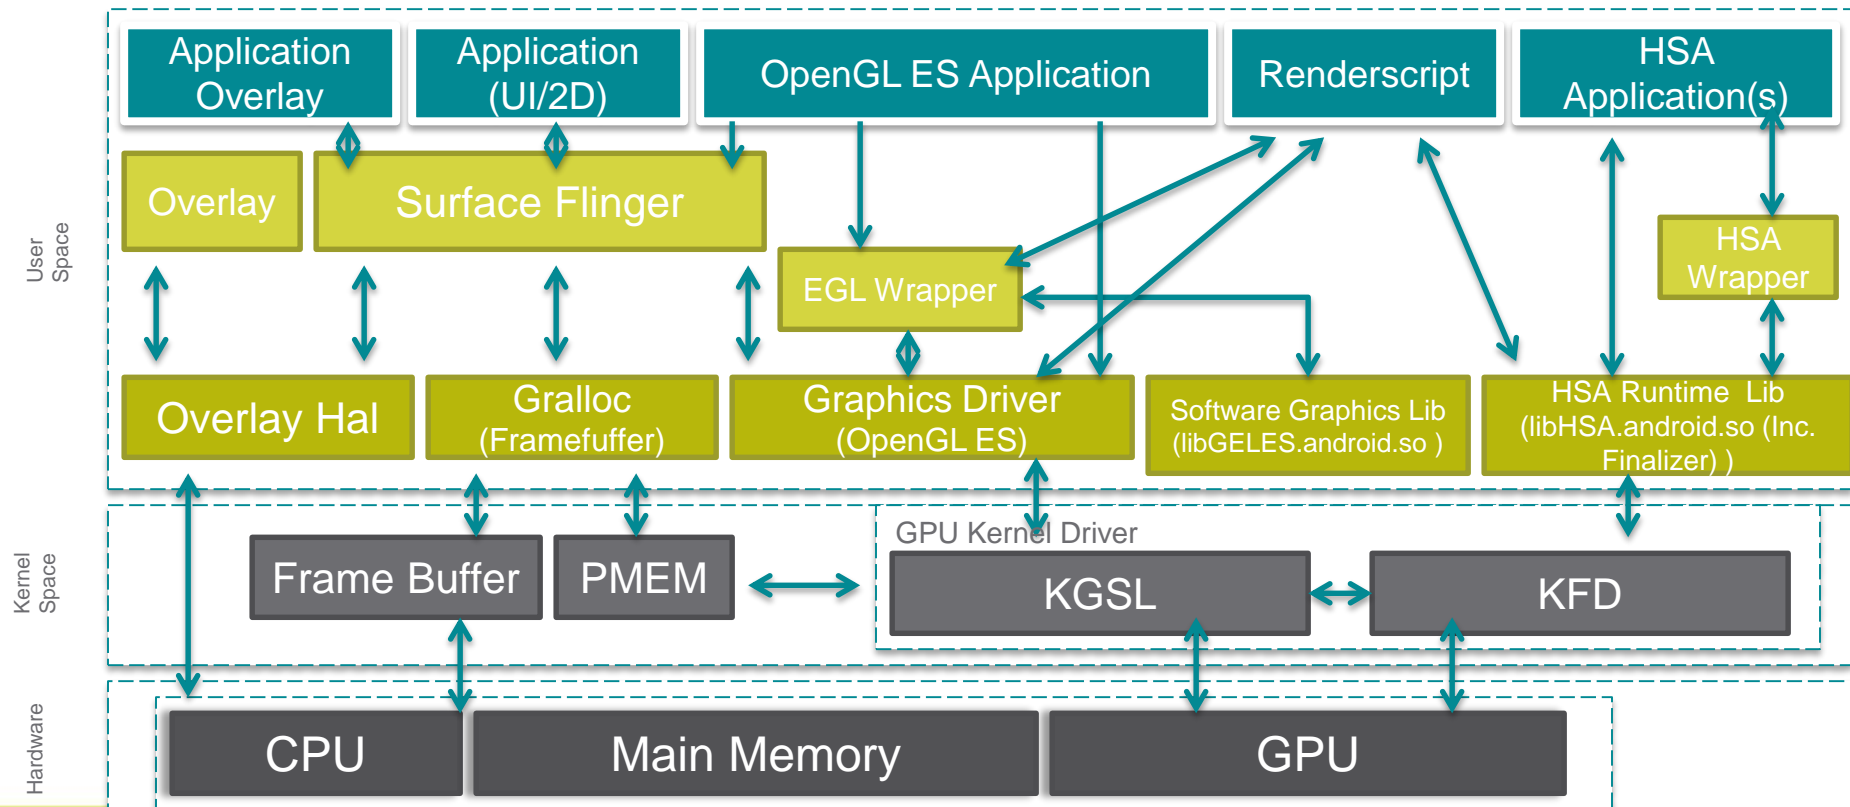 Application
Overlay
Application
(UI/2D)
OpenGL ES Application
Renderscript
HSA
Application(s)
User
Space
Overlay
Surface Flinger
EGL Wrapper
HSA
Wrapper
Overlay Hal
Gralloc
(Framefuffer)
Graphics Driver
(OpenGL ES)
Software Graphics Lib
(libGELES.android.so )
HSA Runtime Lib
(libHSA.android.so (Inc.
Finalizer) )
Kernel
Space
GPU Kernel Driver
Frame Buffer
PMEM
KGSL
KFD
Hardware
CPU
Main Memory
GPU